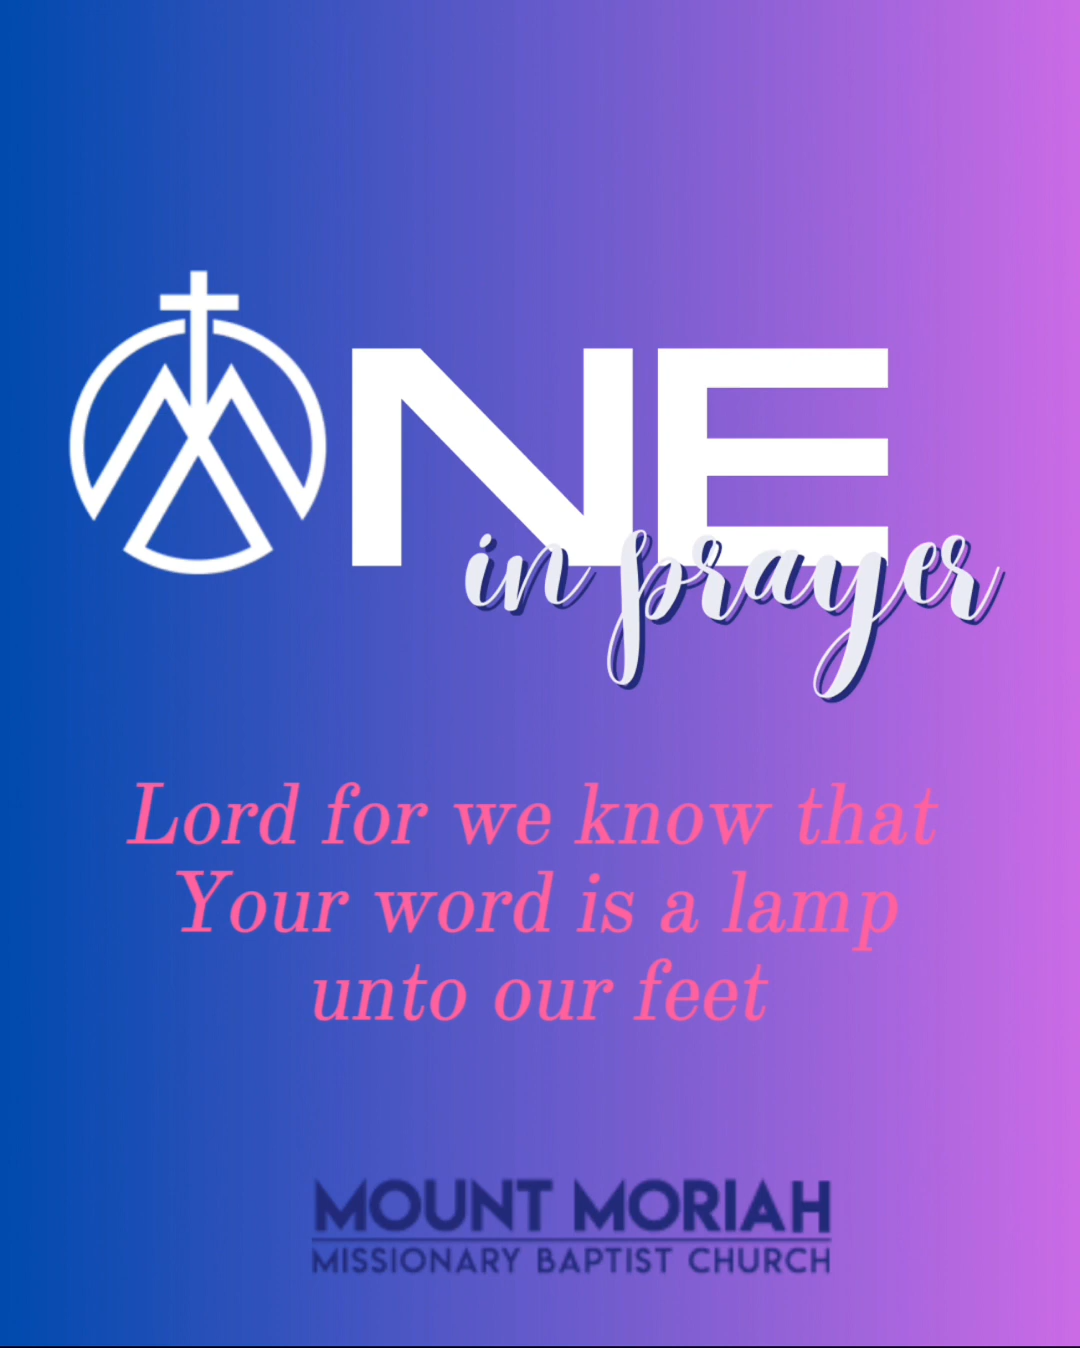 ONE
in prayer
Lord for we know that
Your word is a lamp
unto our feet
MOUNT MORIAH
MISSIONARY BAPTIST CHURCH